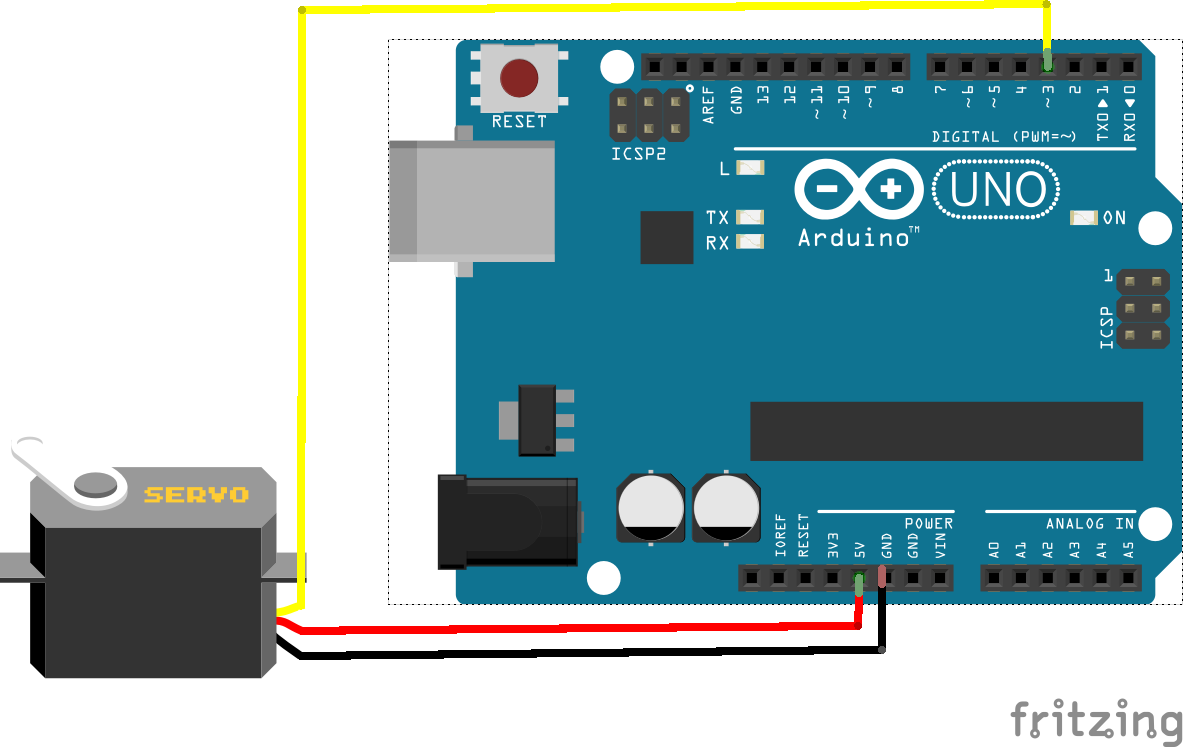 RESET
ICSP2
AREF
GND
13
12
~11
~10
~9
8
7
~6
~5
4
~3
2
TX0▶1
RX0◀0
DIGITAL (PWM=~)
L
TX
RX
Arduino™
UNO
ON
1
ICSP
SERVO
POWER
ANALOG IN
IOREF
RESET
3V3
5V
GND
GND
VIN
A0
A1
A2
A3
A4
A5
fritzing